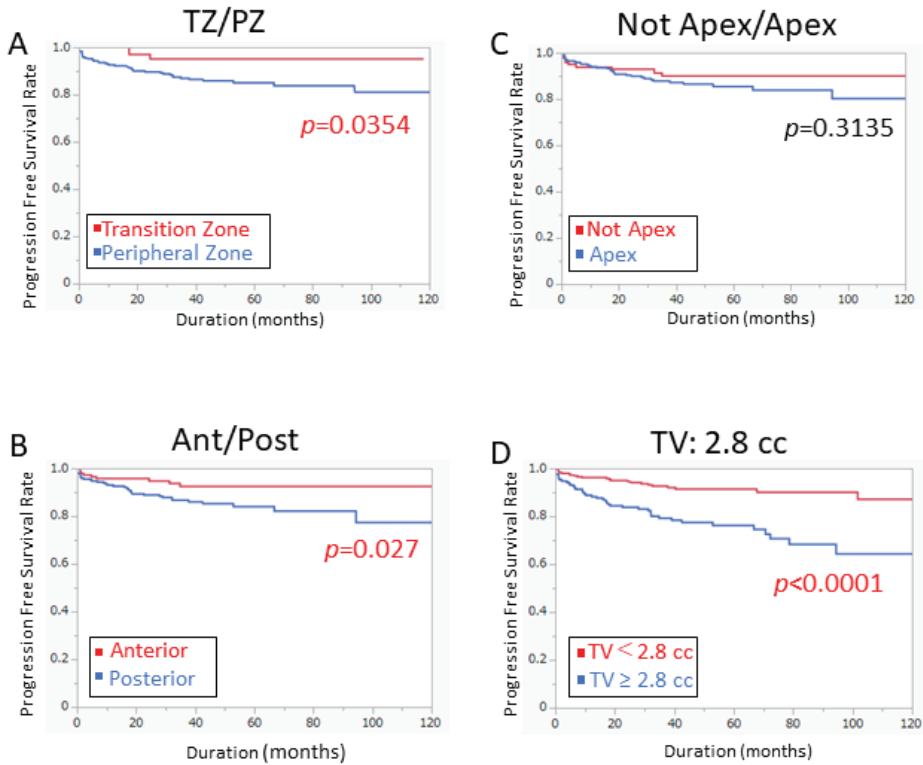 A
TZ/PZ
Progression Free Survival Rate
1.0
0.8
0.6
0.4
0.2
0
p=0.0354
Transition Zone
Peripheral Zone
0 20 40 60 80 100 120
Duration (months)
C
Not Apex/Apex
Progression Free Survival Rate
1.0
0.8
0.6
0.4
0.2
0
p=0.3135
Not Apex
Apex
0 20 40 60 80 100 120
Duration (months)
B
Ant/Post
Progression Free Survival Rate
1.0
0.8
0.6
0.4
0.2
0
p=0.027
Anterior
Posterior
0 20 40 60 80 100 120
Duration (months)
D
TV: 2.8 cc
Progression Free Survival Rate
1.0
0.8
0.6
0.4
0.2
0
p<0.0001
TV < 2.8 cc
TV ≥ 2.8 cc
0 20 40 60 80 100 120
Duration (months)